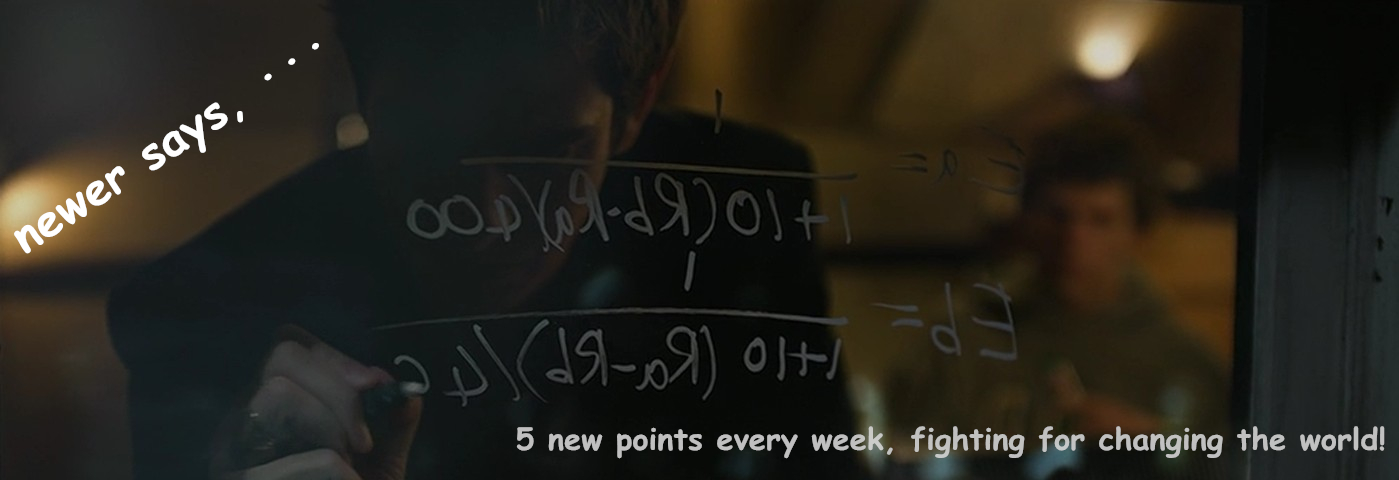 newer says, ...
1
Ea =
1+10(Rb-Ra)/400
1
Eb =
1+10 (Ra-Rb)/40
5 new points every week, fighting for changing the world!